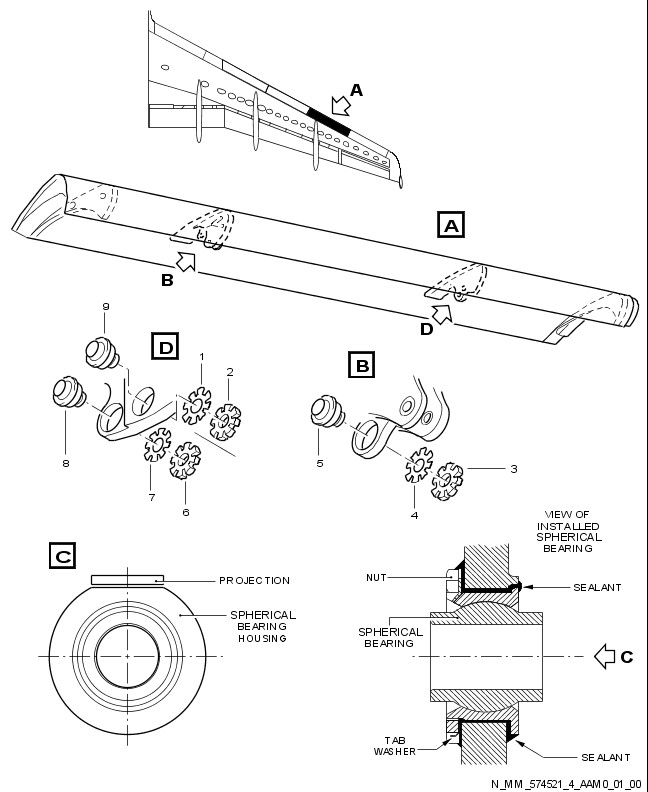 A
A
B
D
9
D
1
2
B
8
7
6
5
4
3
C
PROJECTION
SPHERICAL
BEARING
HOUSING
VIEW OF
INSTALLED
SPHERICAL
BEARING
NUT
SEALANT
SPHERICAL
BEARING
C
TAB
WASHER
SEALANT
N_MM_574521_4_AAM0_01_00